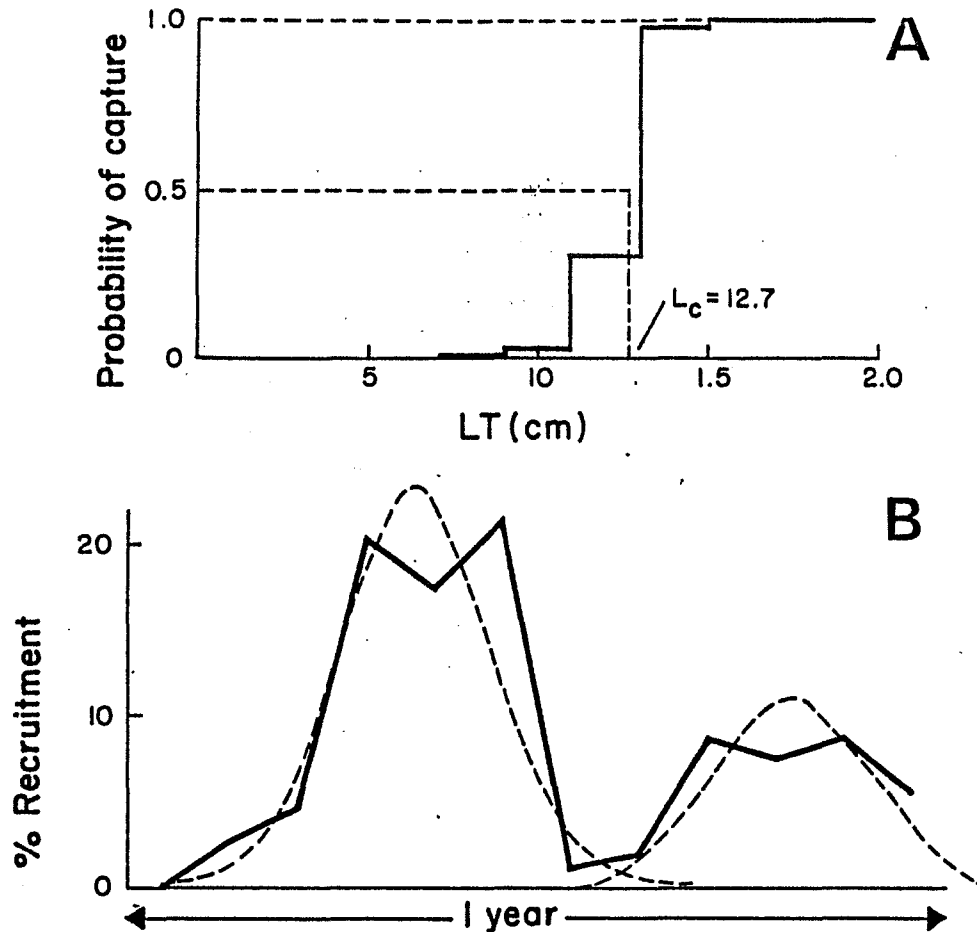 A
Probability of capture
1.0
0.5
0
5
10
1.5
2.0
Lc = 12.7
LT (cm)
B
% Recruitment
20
10
0
1 year